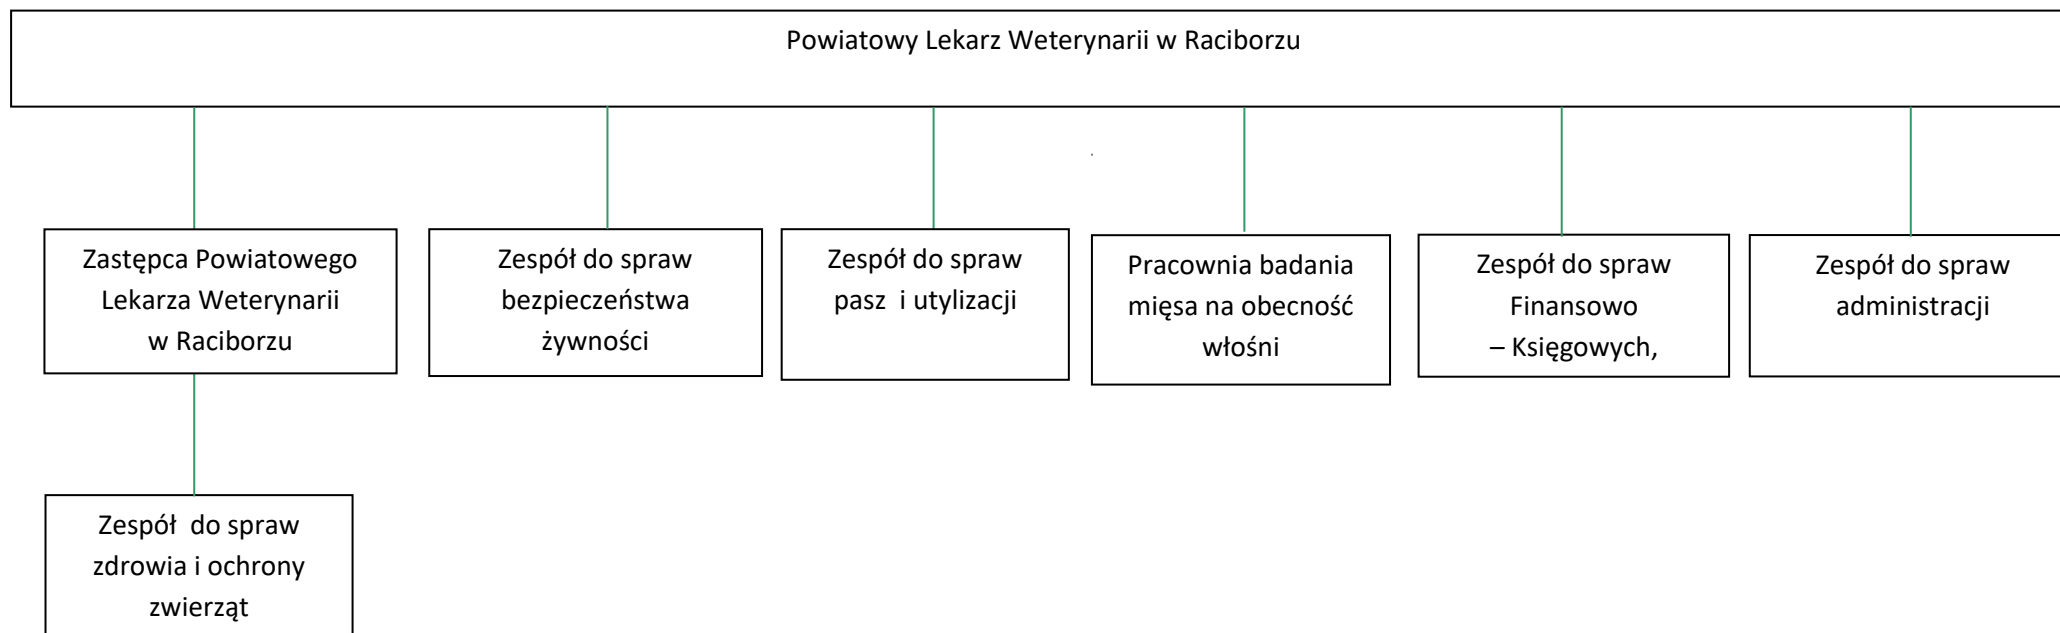 Powiatowy Lekarz Weterynarii w Raciborzu
Zastępca Powiatowego
Lekarza Weterynarii
w Raciborzu
Zespół do spraw
bezpieczeństwa
żywności
Zespół do spraw
pasz i utylizacji
Pracownia badania
mięsa na obecność
włośni
Zespół do spraw
Finansowo
– Księgowych,
Zespół do spraw
administracji
Zespół do spraw
zdrowia i ochrony
zwierząt